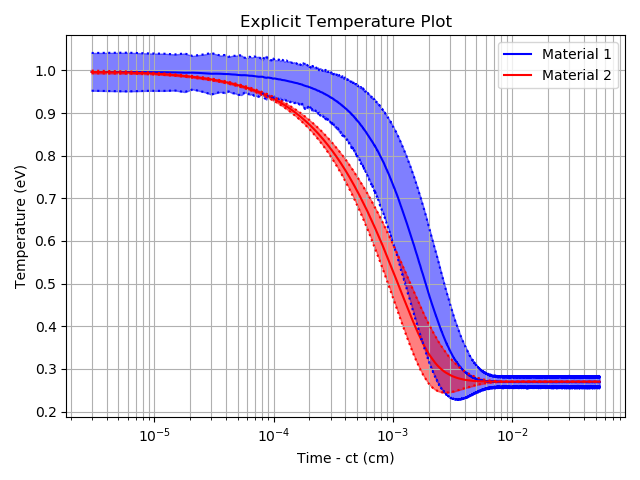 Explicit Temperature Plot
Material 1
Material 2
Temperature (eV)
1.0
0.9
0.8
0.7
0.6
0.5
0.4
0.3
0.2
10⁻⁵
10⁻⁴
10⁻³
10⁻²
Time - ct (cm)